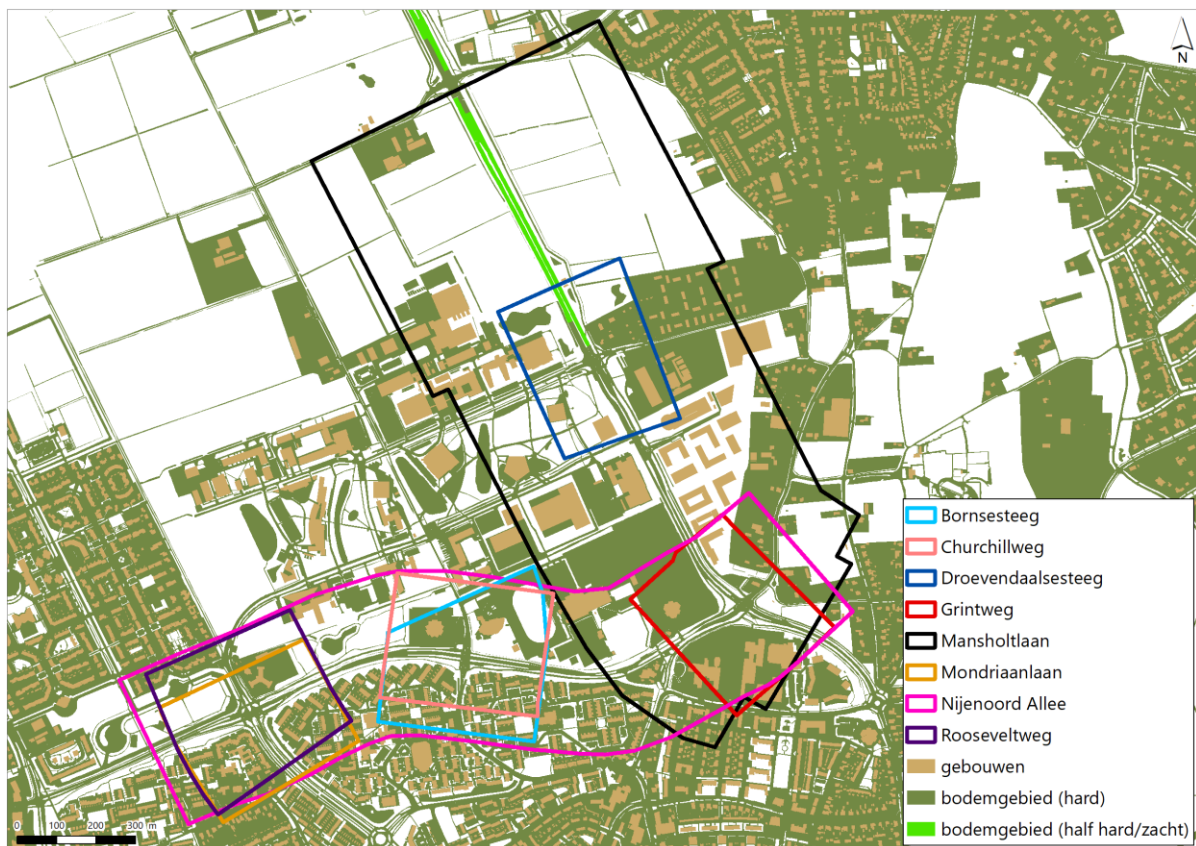 N
Bornsesteeg
Churchillweg
Droevendaalsesteeg
Grintweg
Mansholtlaan
Mondriaanlaan
Nijenoord Allee
Rooseveltweg
gebouwen
bodemgebied (hard)
bodemgebied (half hard/zacht)
0 100 200 300 m